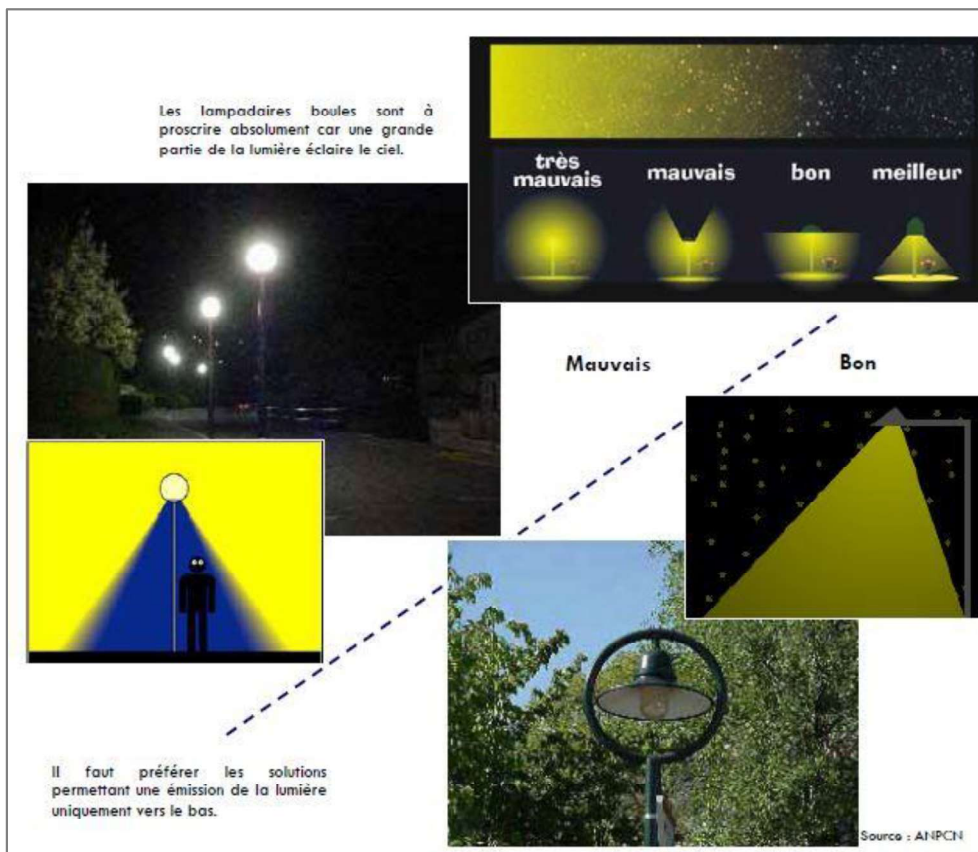 Les lampadaires boules sont à
proscrire absolument car une grande
partie de la lumière éclaire le ciel.
très
mauvais
mauvais
bon
meilleur
Mauvais
Bon
Il faut préférer les solutions
permettant une émission de la lumière
uniquement vers le bas.
Source : ANPCN